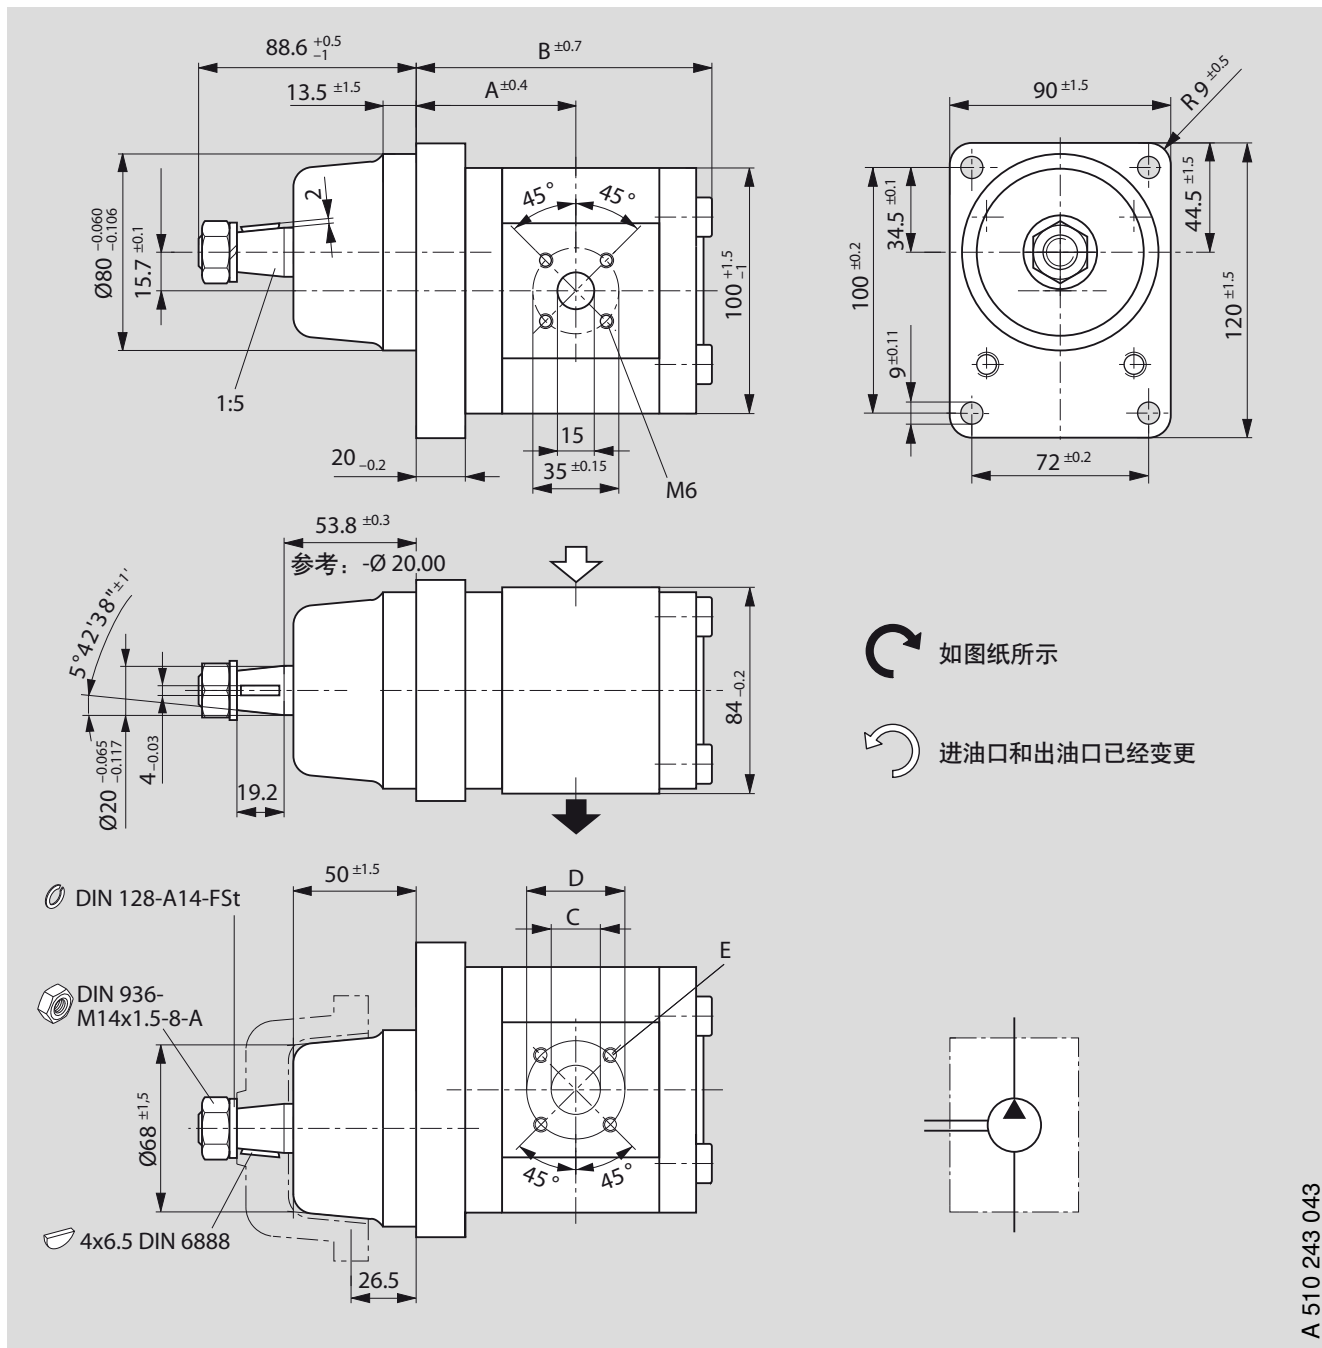 88.6 +0.5 –1
B ±0.7
13.5 ±1.5
A ±0.4
2
45°
45°
Ø80 –0.060 –0.106
15.7 ±0.1
100 +1.5 –1
1:5
15
20 –0.2
35 ±0.15
M6
90 ±1.5
R 9 ±0.5
34.5 ±0.1
44.5 ±1.5
100 ±0.2
120 ±1.5
9 ±0.11
72 ±0.2
53.8 ±0.3
参考：-Ø 20.00
5°42'38" ±1'
84 –0.2
Ø20 –0.065 –0.117
4 –0.03
19.2
如图纸所示
进油口和出油口已经变更
50 ±1.5
D
C
E
DIN 128-A14-FSt
DIN 936-
M14x1.5-8-A
Ø68 ±1,5
45°
45°
4x6.5 DIN 6888
26.5
A 510 243 043